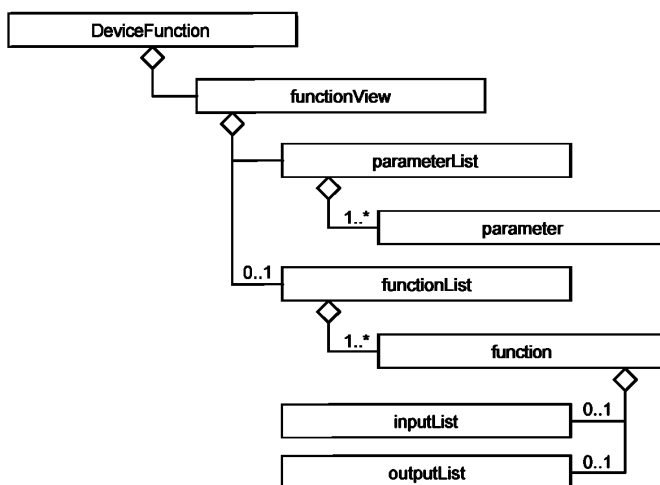 DeviceFunction
functionView
parameterList
1..*
parameter
0..1
functionList
1..*
function
0..1
inputList
0..1
outputList